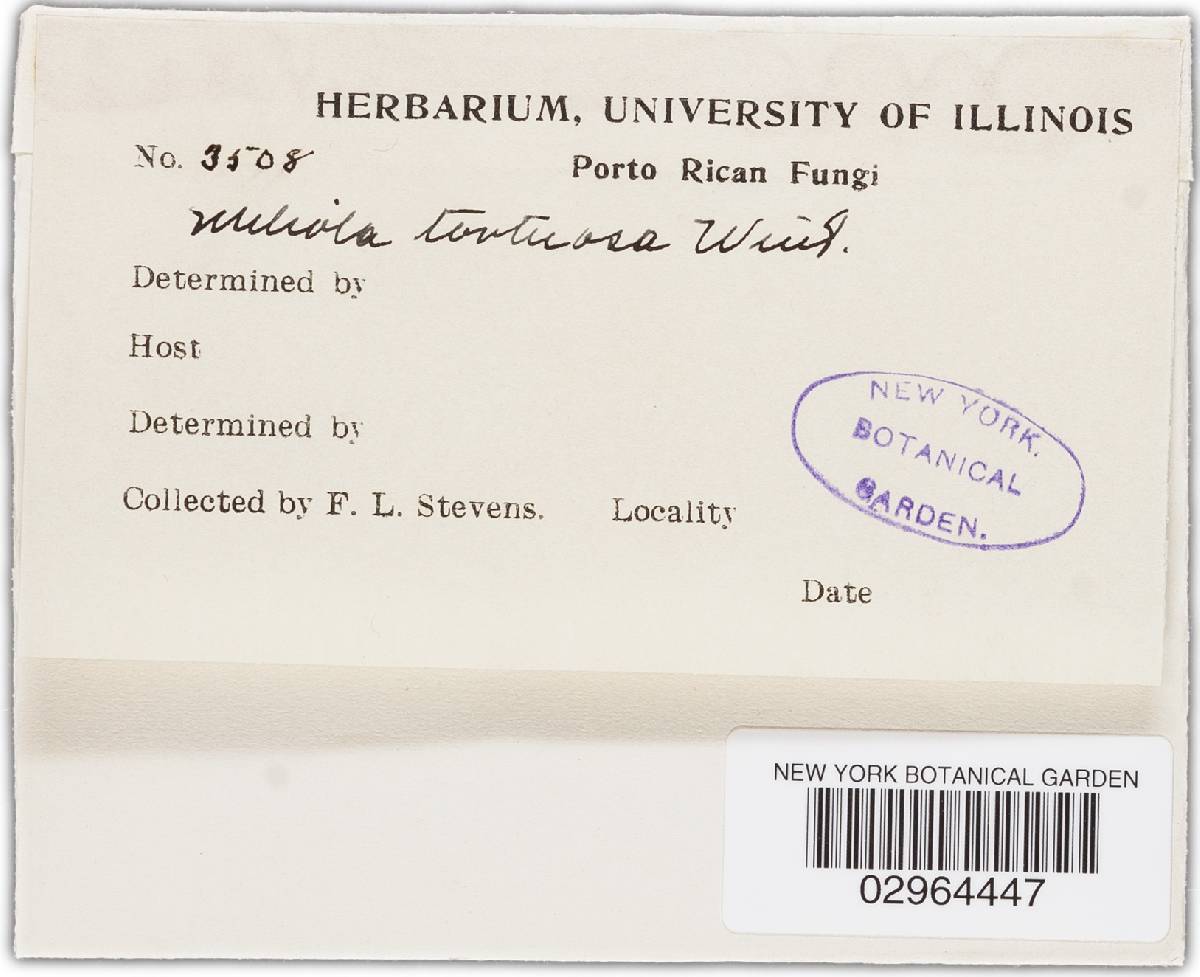 HERBARIUM, UNIVERSITY OF ILLINOIS
No. 3508
Porto Rican Fungi
Meliola tortuosa Wint.
Determined by
Host
Determined by
Collected by F. L. Stevens. Locality
Date
NEW YORK
BOTANICAL
GARDEN.
NEW YORK BOTANICAL GARDEN
02964447